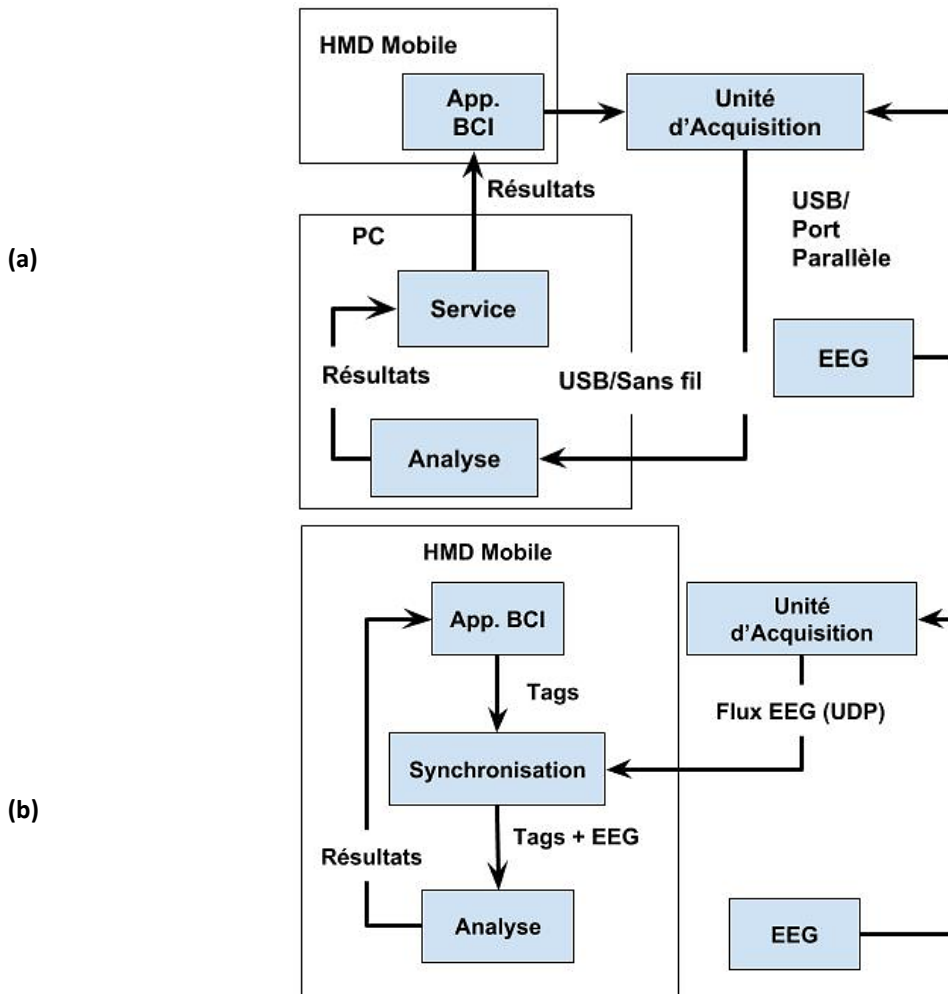 HMD Mobile
App.
BCI
Unité
d'Acquisition
Résultats
USB/
Port
Parallèle
(a)
PC
Service
Résultats
USB/Sans fil
EEG
Analyse
HMD Mobile
App. BCI
Unité
d'Acquisition
Tags
Flux EEG (UDP)
Synchronisation
(b)
Tags + EEG
Résultats
Analyse
EEG